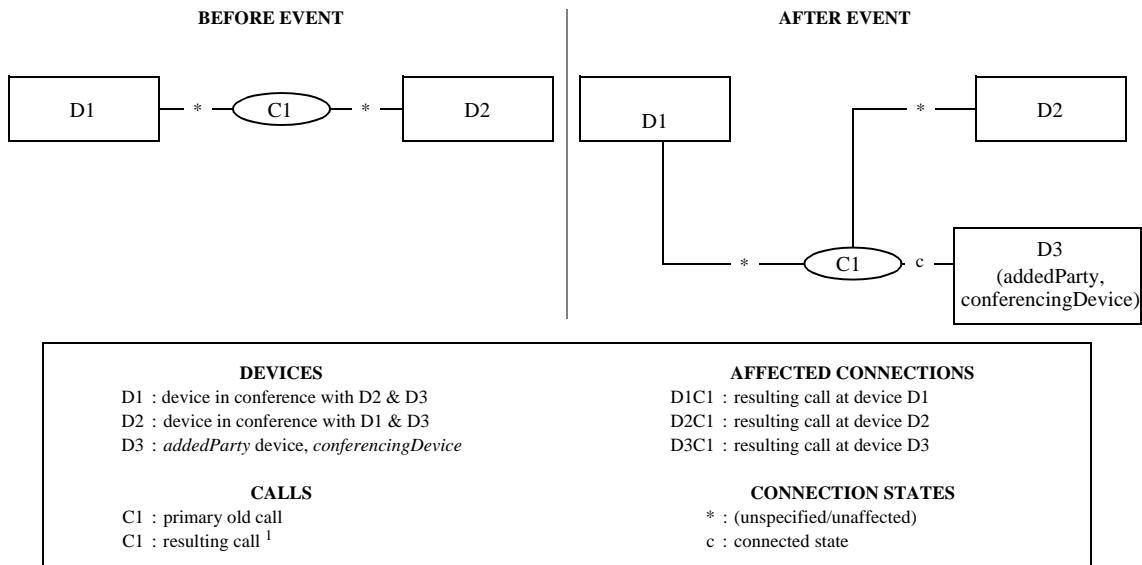 BEFORE EVENT
AFTER EVENT
D1
*
C1
*
D2
D1
*
D2
*
C1
c
D3
(addedParty,
conferencingDevice)
DEVICES
D1 : device in conference with D2 & D3
D2 : device in conference with D1 & D3
D3 : addedParty device, conferencingDevice
AFFECTED CONNECTIONS
D1C1 : resulting call at device D1
D2C1 : resulting call at device D2
D3C1 : resulting call at device D3
CALLS
C1 : primary old call
C1 : resulting call 1
CONNECTION STATES
* : (unspecified/unaffected)
c : connected state